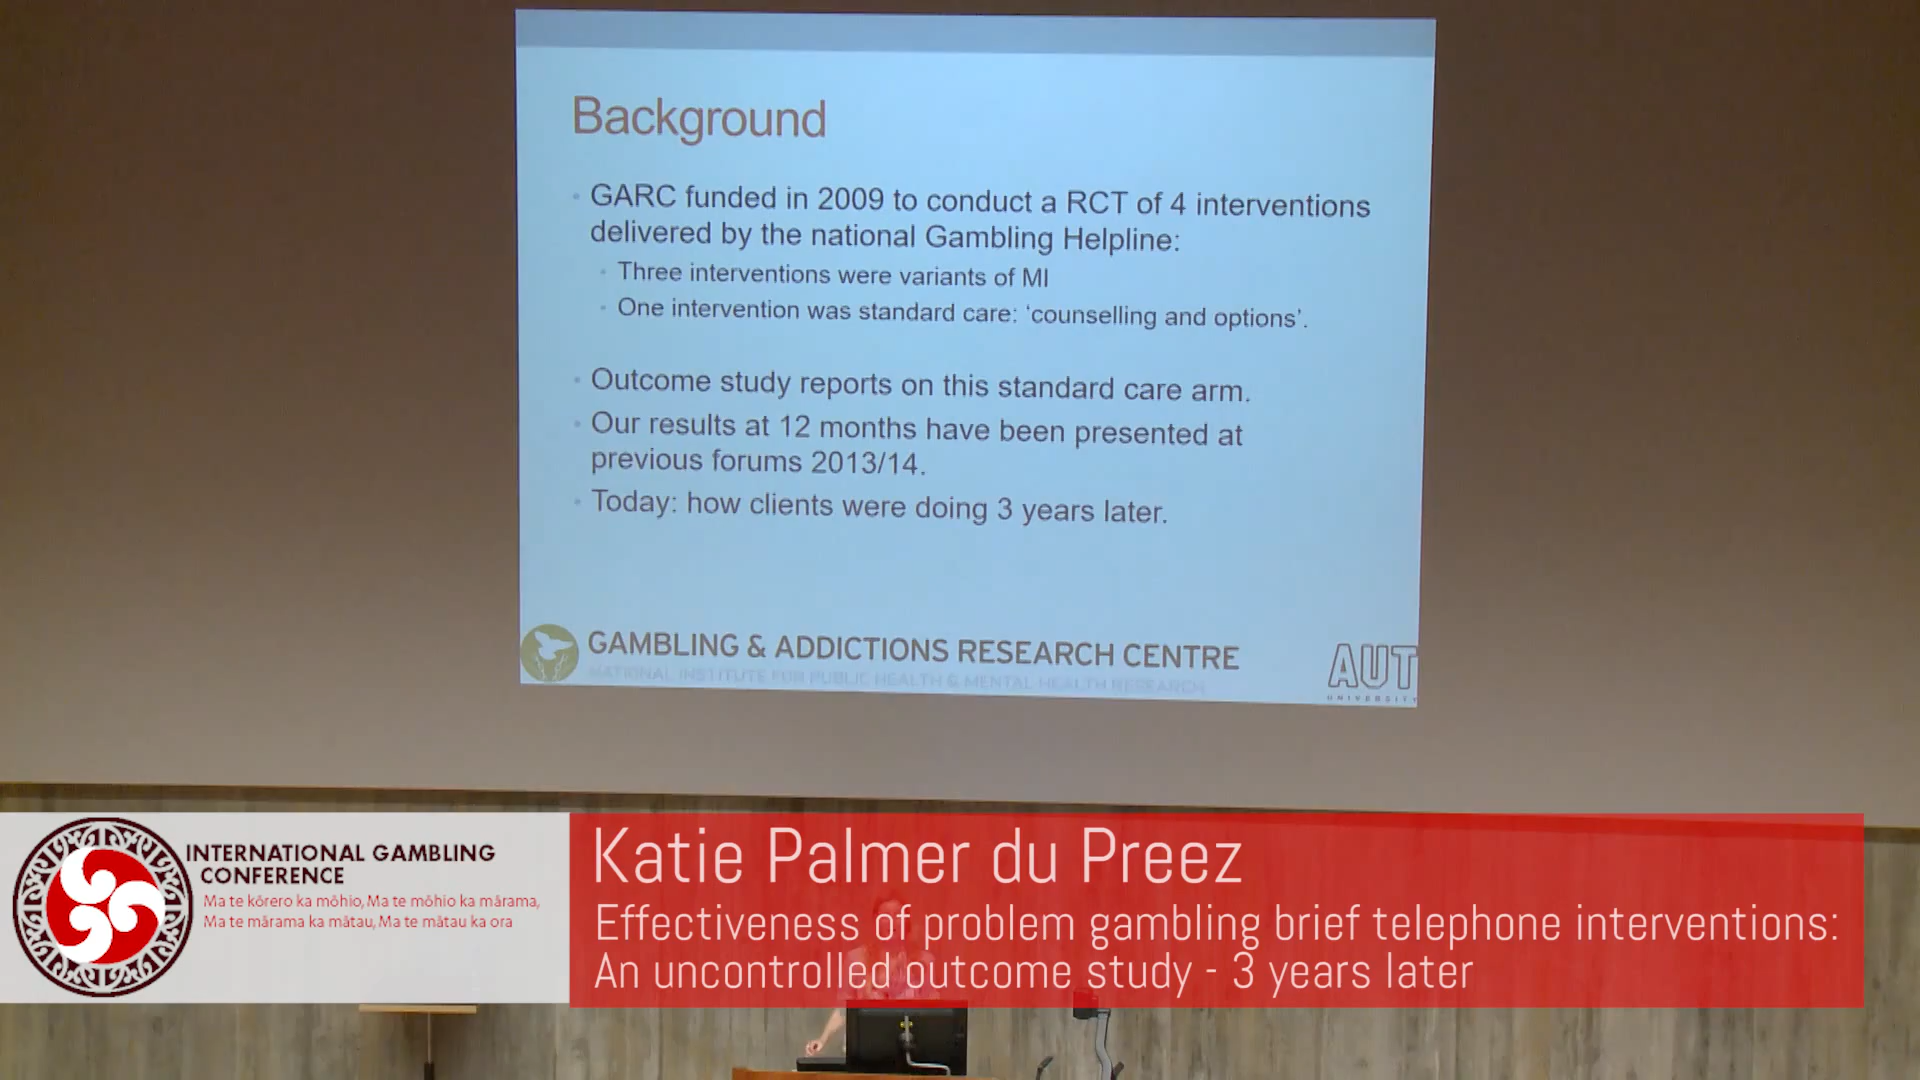 Background
GARC funded in 2009 to conduct a RCT of 4 interventions
delivered by the national Gambling Helpline:
Three interventions were variants of MI
One intervention was standard care: ‘counselling and options’.
Outcome study reports on this standard care arm.
Our results at 12 months have been presented at
previous forums 2013/14.
Today: how clients were doing 3 years later.
GAMBLING & ADDICTIONS RESEARCH CENTRE
NATIONAL INSTITUTE FOR PUBLIC HEALTH & MENTAL HEALTH RESEARCH
AUT
UNIVERSITY
INTERNATIONAL GAMBLING
CONFERENCE
Ma te kōrero ka mōhio, Ma te mōhio ka mārama,
Ma te mārama ka mātau, Ma te mātau ka ora
Katie Palmer du Preez
Effectiveness of problem gambling brief telephone interventions:
An uncontrolled outcome study - 3 years later